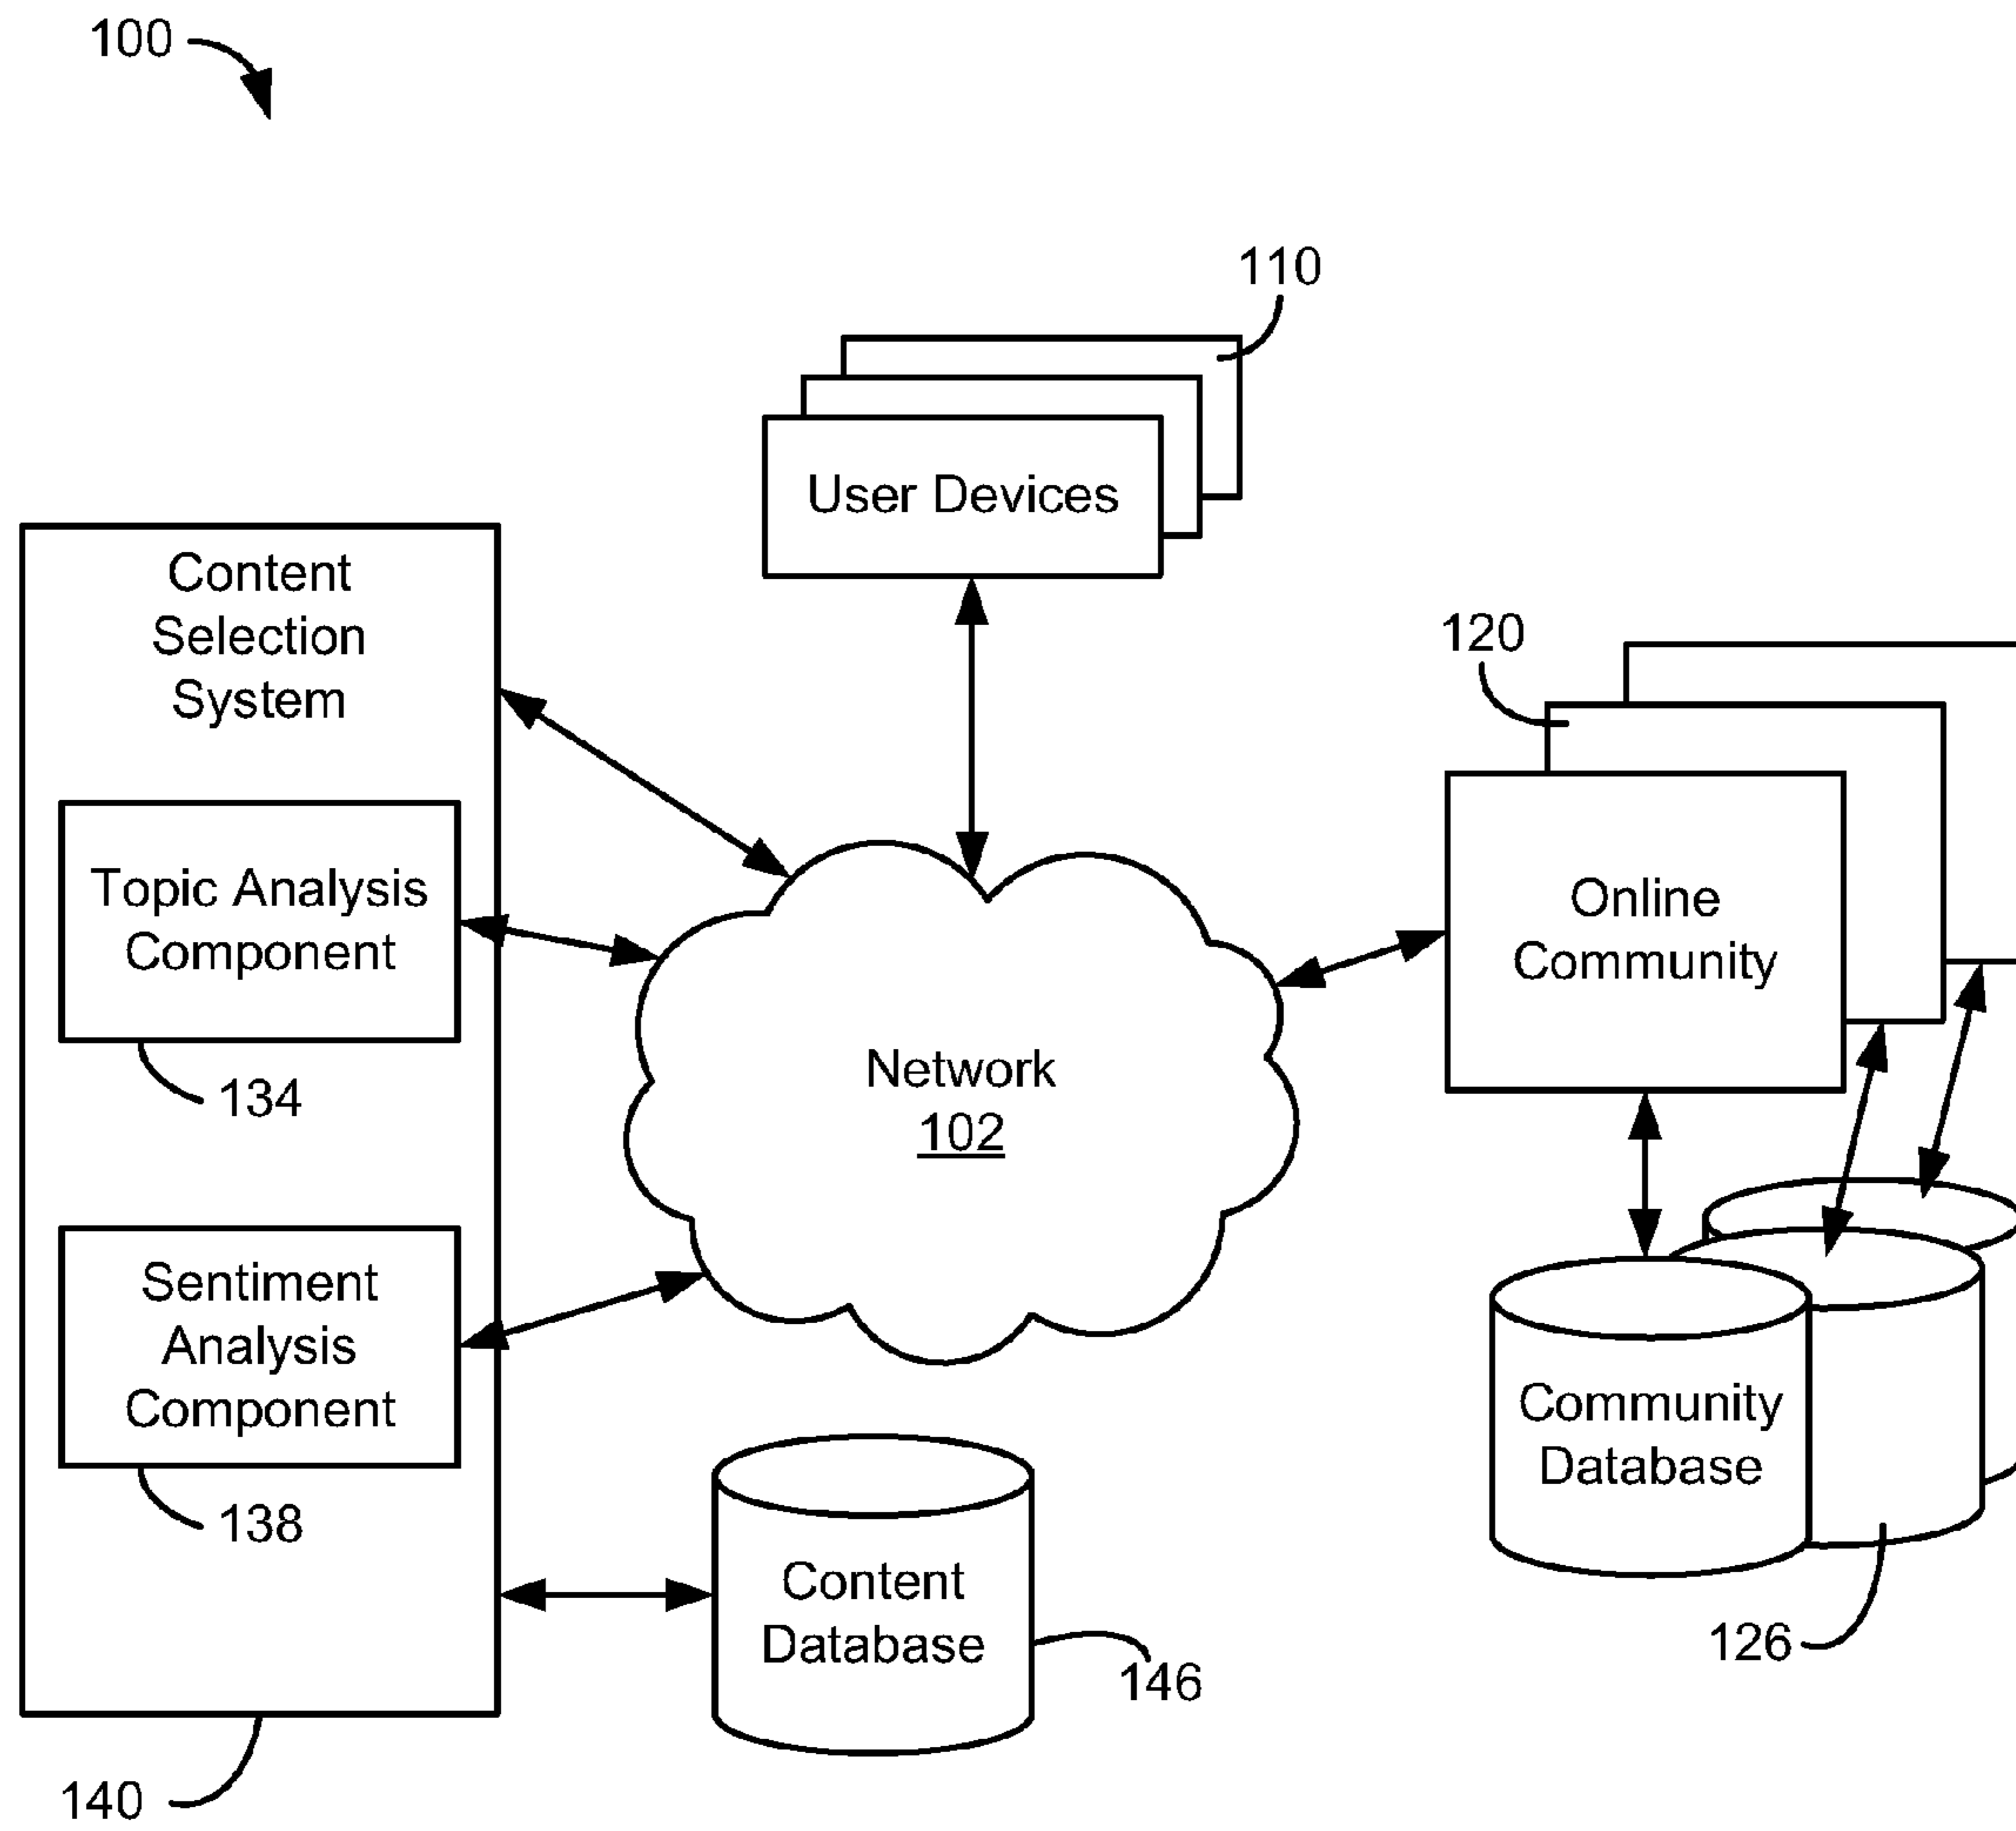 100
110
User Devices
Content
Selection
System
120
Topic Analysis
Component
Online
Community
134
Network
102
Sentiment
Analysis
Component
138
Community
Database
Content
Database
126
146
140